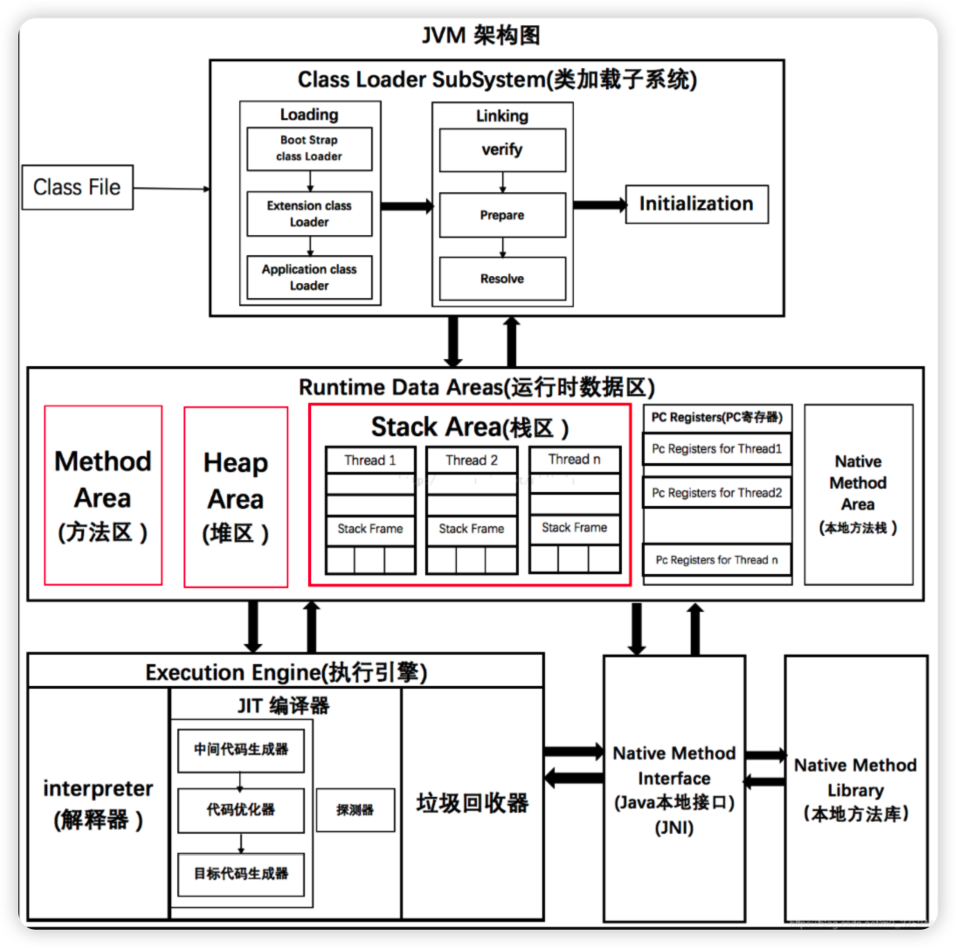 JVM 架构图
Class Loader SubSystem(类加载子系统)
Loading
Boot Strap
class Loader
Extension class
Loader
Application class
Loader
Linking
verify
Prepare
Resolve
Class File
Initialization
Runtime Data Areas(运行时数据区)
Method
Area
(方法区 )
Heap
Area
(堆区 )
Stack Area(栈区 )
Thread 1
Stack Frame
Thread 2
Stack Frame
Thread n
Stack Frame
PC Registers(PC寄存器)
Pc Registers for Thread1
Pc Registers for Thread2
Pc Registers for Thread n
Native
Method
Area
(本地方法栈 )
Execution Engine(执行引擎)
interpreter
(解释器 )
JIT 编译器
中间代码生成器
代码优化器
目标代码生成器
探测器
垃圾回收器
Native Method
Interface
(Java本地接口)
(JNI)
Native Method
Library
(本地方法库)